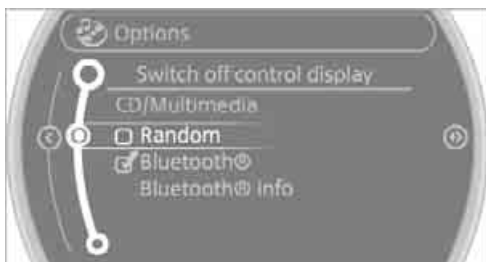 Options
Switch off control display
CD/Multimedia
Random
Bluetooth®
Bluetooth® info